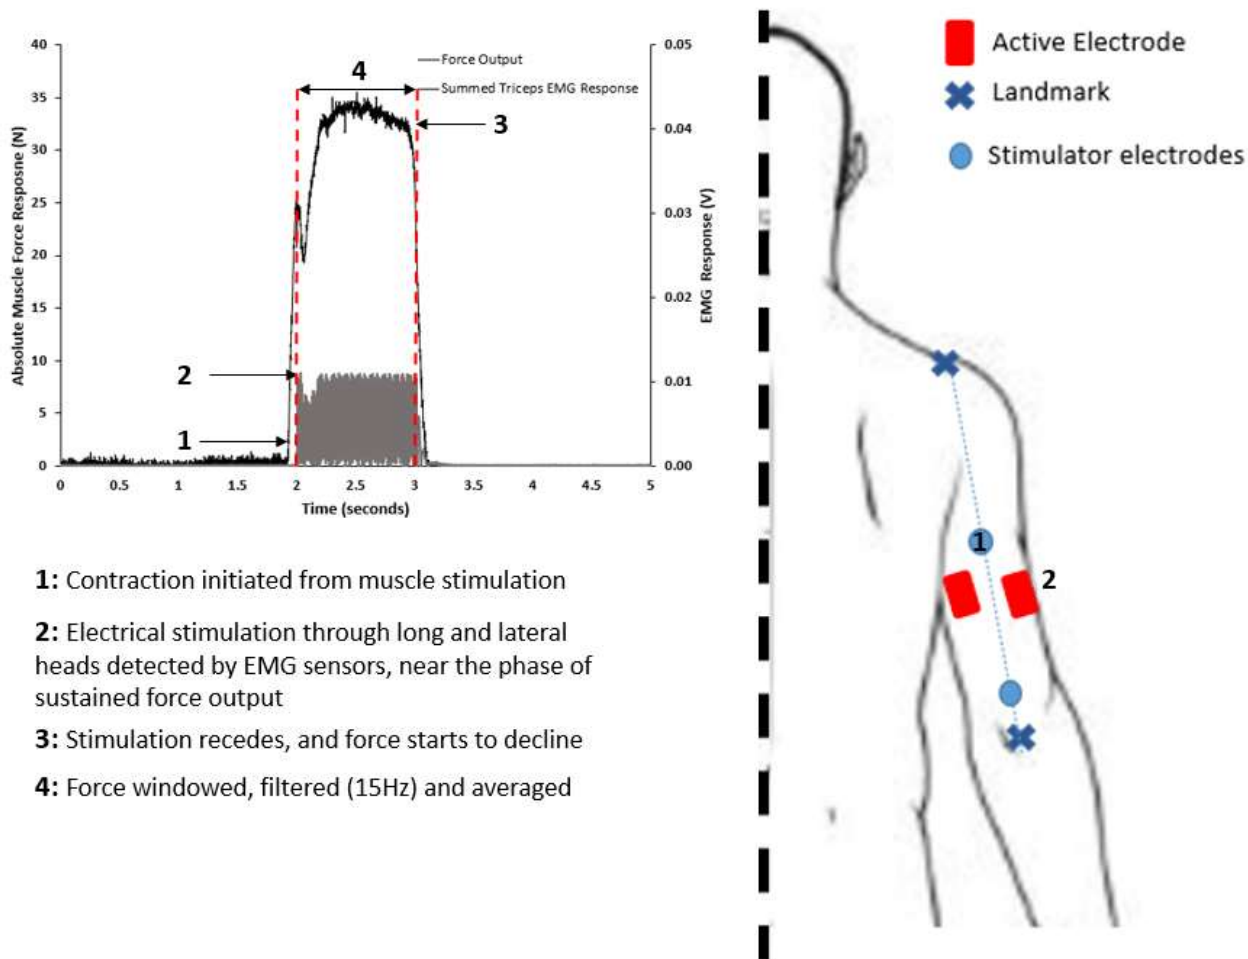 40
35
30
25
20
15
10
5
0
Absolute Muscle Force Resposne (N)
0.05
0.04
0.03
0.02
0.01
0.00
EMG Response (V)
0 0.5 1 1.5 2 2.5 3 3.5 4 4.5 5
Time (seconds)
Force Output
Summed Triceps EMG Response
4
3
2
1
1: Contraction initiated from muscle stimulation
2: Electrical stimulation through long and lateral
heads detected by EMG sensors, near the phase of
sustained force output
3: Stimulation recedes, and force starts to decline
4: Force windowed, filtered (15Hz) and averaged
Active Electrode
Landmark
Stimulator electrodes
1
2